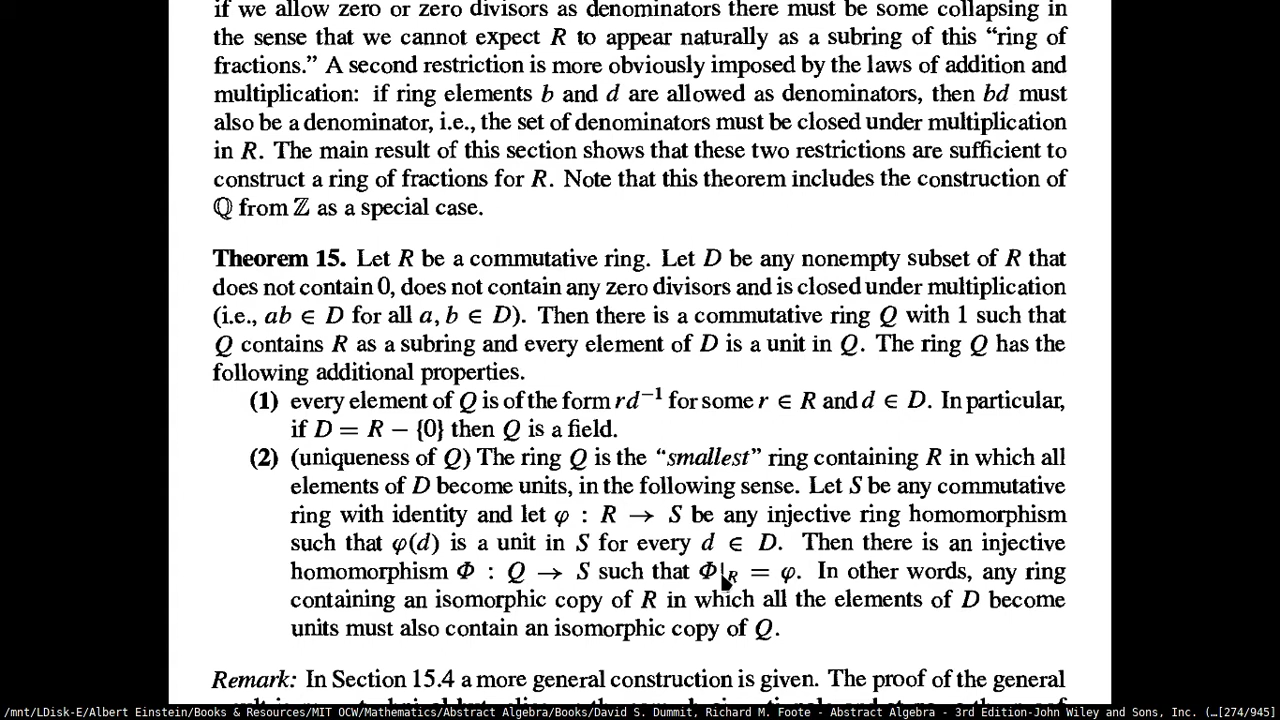 if we allow zero or zero divisors as denominators there must be some collapsing in
the sense that we cannot expect R to appear naturally as a subring of this “ring of
fractions.” A second restriction is more obviously imposed by the laws of addition and
multiplication: if ring elements b and d are allowed as denominators, then bd must
also be a denominator, i.e., the set of denominators must be closed under multiplication
in R. The main result of this section shows that these two restrictions are sufficient to
construct a ring of fractions for R. Note that this theorem includes the construction of
ℚ from ℤ as a special case.
Theorem 15. Let R be a commutative ring. Let D be any nonempty subset of R that
does not contain 0, does not contain any zero divisors and is closed under multiplication
(i.e., ab ∈ D for all a, b ∈ D). Then there is a commutative ring Q with 1 such that
Q contains R as a subring and every element of D is a unit in Q. The ring Q has the
following additional properties.
(1) every element of Q is of the form rd⁻¹ for some r ∈ R and d ∈ D. In particular,
if D = R − {0} then Q is a field.
(2) (uniqueness of Q) The ring Q is the “smallest” ring containing R in which all
elements of D become units, in the following sense. Let S be any commutative
ring with identity and let φ : R → S be any injective ring homomorphism
such that φ(d) is a unit in S for every d ∈ D. Then there is an injective
homomorphism Φ : Q → S such that Φ|R = φ. In other words, any ring
containing an isomorphic copy of R in which all the elements of D become
units must also contain an isomorphic copy of Q.
Remark: In Section 15.4 a more general construction is given. The proof of the general
/mnt/LDisk-E/Albert Einstein/Books & Resources/MIT OCW/Mathematics/Abstract Algebra/Books/David S. Dummit, Richard M. Foote - Abstract Algebra - 3rd Edition-John Wiley and Sons, Inc. (…[274/945]